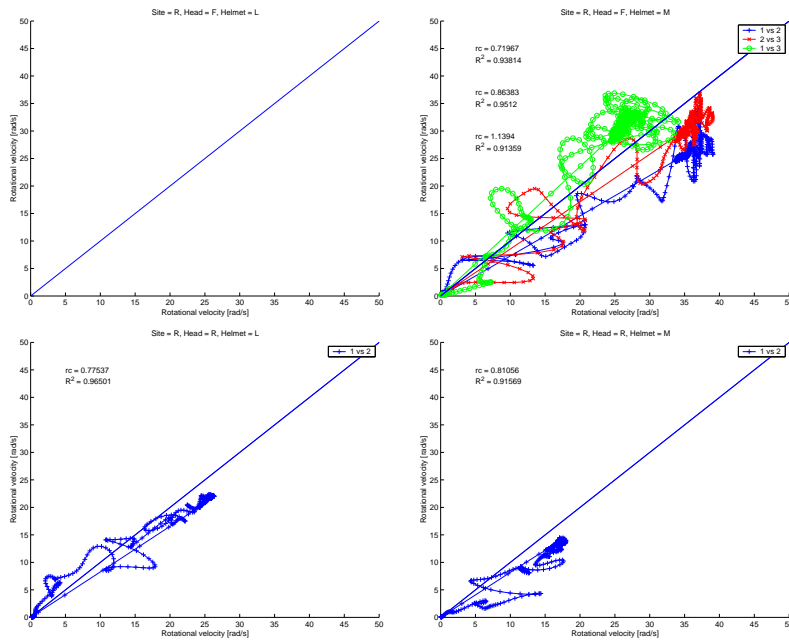 Site = R, Head = F, Helmet = L
50
45
40
35
30
25
20
15
10
5
0
Rotational velocity [rad/s]
0 5 10 15 20 25 30 35 40 45 50
Rotational velocity [rad/s]
Site = R, Head = F, Helmet = M
1 vs 2
2 vs 3
1 vs 3
rc = 0.71967
R² = 0.93814
rc = 0.86383
R² = 0.9512
rc = 1.1394
R² = 0.91359
50
45
40
35
30
25
20
15
10
5
0
Rotational velocity [rad/s]
0 5 10 15 20 25 30 35 40 45 50
Rotational velocity [rad/s]
Site = R, Head = R, Helmet = L
1 vs 2
rc = 0.77537
R² = 0.96501
50
45
40
35
30
25
20
15
10
5
0
Rotational velocity [rad/s]
0 5 10 15 20 25 30 35 40 45 50
Rotational velocity [rad/s]
Site = R, Head = R, Helmet = M
1 vs 2
rc = 0.81056
R² = 0.91569
50
45
40
35
30
25
20
15
10
5
0
Rotational velocity [rad/s]
0 5 10 15 20 25 30 35 40 45 50
Rotational velocity [rad/s]